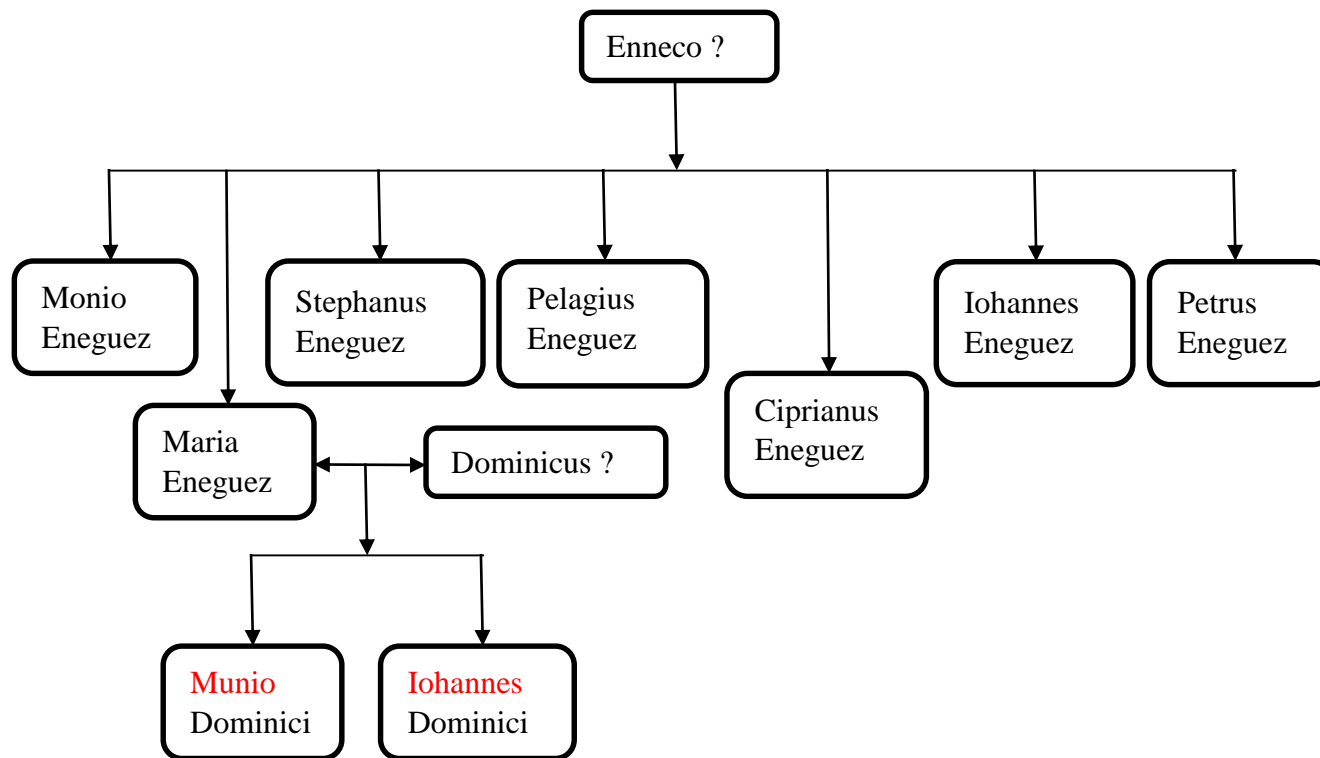 Enneco ?
Monio
Eneguez
Stephanus
Eneguez
Pelagius
Eneguez
Iohannes
Eneguez
Petrus
Eneguez
Ciprianus
Eneguez
Maria
Eneguez
Dominicus ?
Munio
Dominici
Iohannes
Dominici